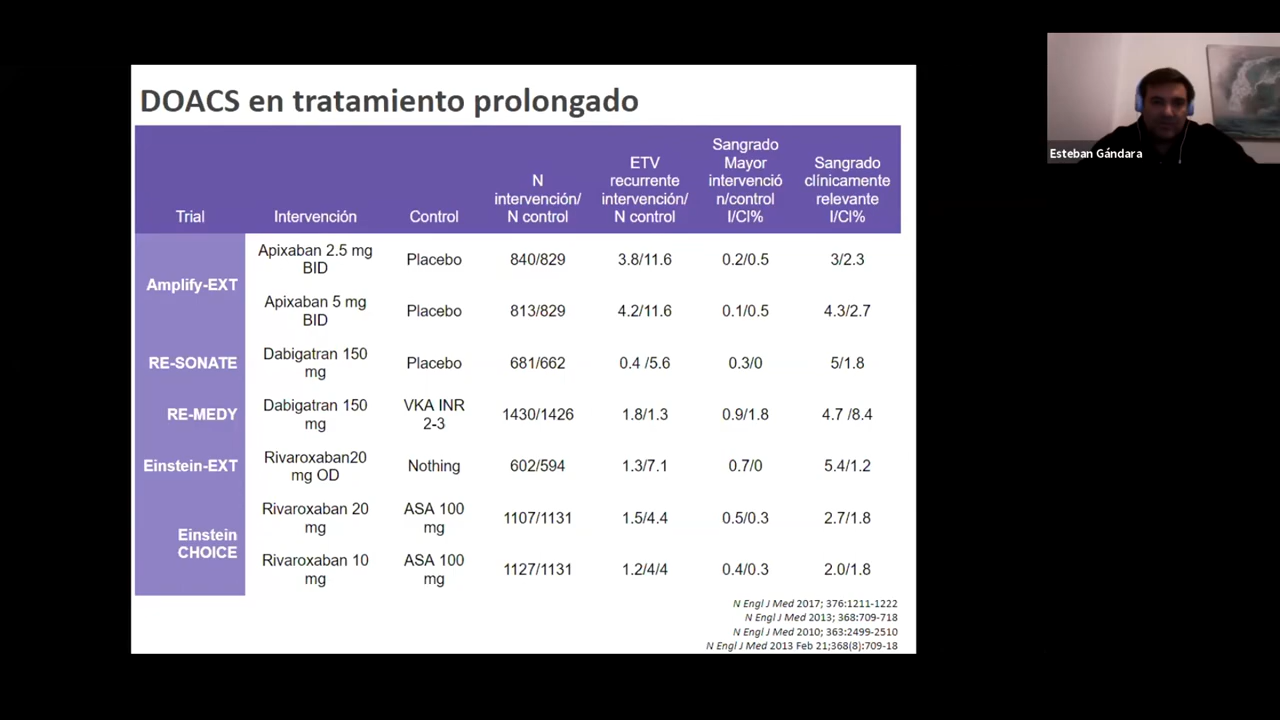 DOACS en tratamiento prolongado
Trial
Intervención
Control
N
intervención/
N control
ETV
recurrente
intervención/
N control
Sangrado
Mayor
intervenció
n/control
I/Cl%
Sangrado
clínicamente
relevante
I/Cl%
Amplify-EXT
Apixaban 2.5 mg
BID
Placebo
840/829
3.8/11.6
0.2/0.5
3/2.3
Apixaban 5 mg
BID
Placebo
813/829
4.2/11.6
0.1/0.5
4.3/2.7
RE-SONATE
Dabigatran 150
mg
Placebo
681/662
0.4 /5.6
0.3/0
5/1.8
RE-MEDY
Dabigatran 150
mg
VKA INR
2-3
1430/1426
1.8/1.3
0.9/1.8
4.7 /8.4
Einstein-EXT
Rivaroxaban20
mg OD
Nothing
602/594
1.3/7.1
0.7/0
5.4/1.2
Einstein
CHOICE
Rivaroxaban 20
mg
ASA 100
mg
1107/1131
1.5/4.4
0.5/0.3
2.7/1.8
Rivaroxaban 10
mg
ASA 100
mg
1127/1131
1.2/4/4
0.4/0.3
2.0/1.8
N Engl J Med 2017; 376:1211-1222
N Engl J Med 2013; 368:709-718
N Engl J Med 2010; 363:2499-2510
N Engl J Med 2013 Feb 21;368(8):709-18
Esteban Gándara